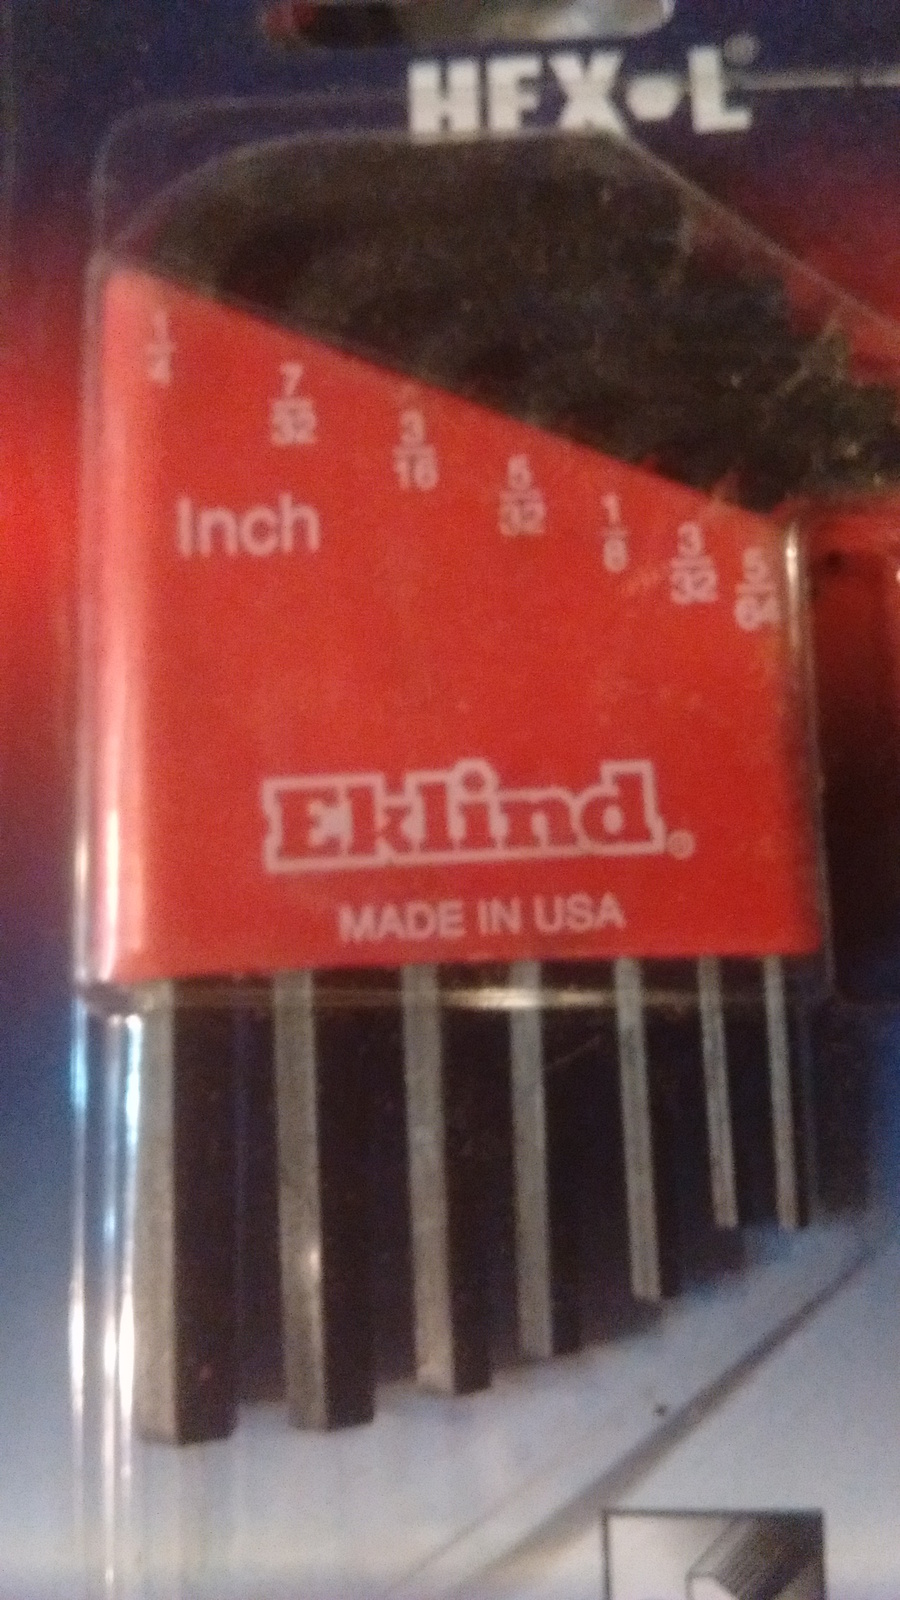 HEX•L®
1/4
7/32
3/16
5/32
1/8
3/32
5/64
Inch
Eklind®
MADE IN USA